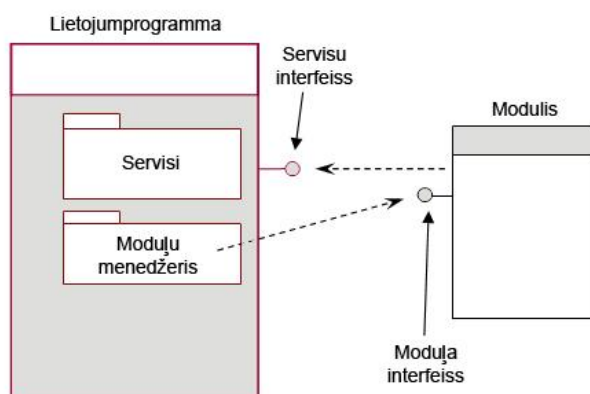 Lietojumprogramma
Servisu
interfeiss
Modulis
Servisi
Moduļu
menedžeris
Moduļa
interfeiss